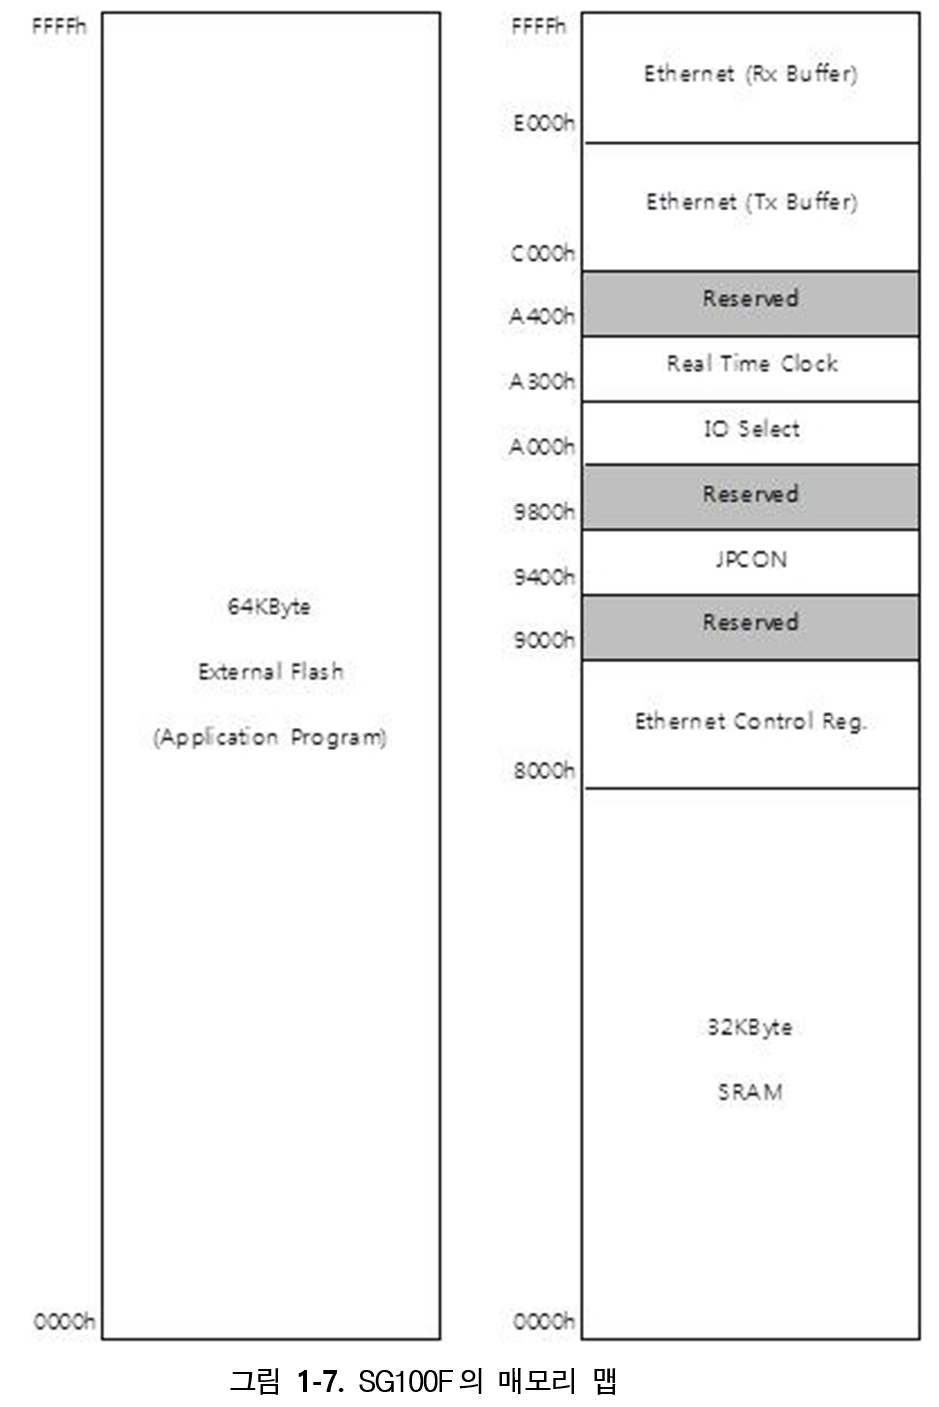 FFFFh
64KByte
External Flash
(Application Program)
0000h
FFFFh
Ethernet (Rx Buffer)
E000h
Ethernet (Tx Buffer)
C000h
Reserved
A400h
Real Time Clock
A300h
IO Select
A000h
Reserved
9800h
JPCON
9400h
Reserved
9000h
Ethernet Control Reg.
8000h
32KByte
SRAM
0000h
그림 1-7. SG100F의 매모리 맵